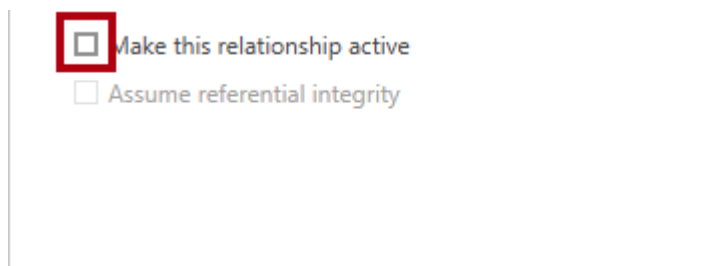 Make this relationship active
Assume referential integrity